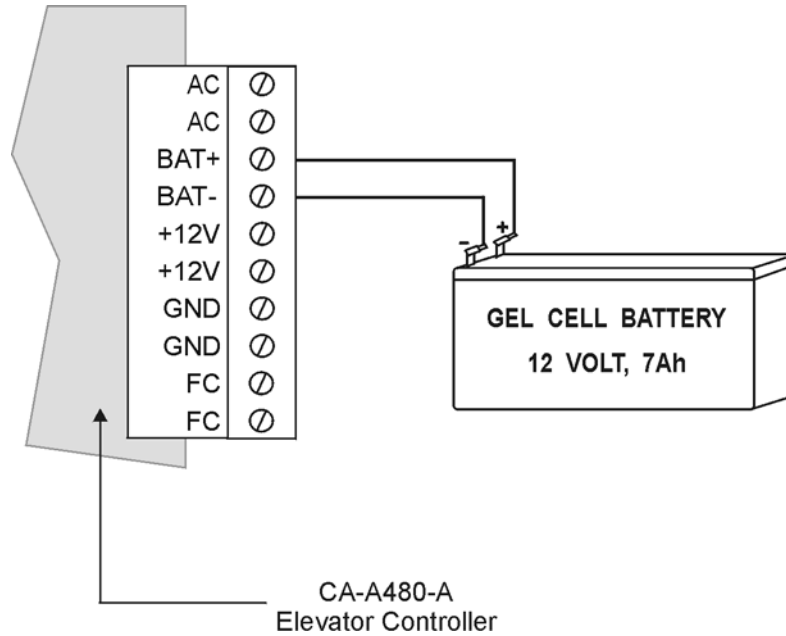 AC
AC
BAT+
BAT-
+12V
+12V
GND
GND
FC
FC
- +
GEL CELL BATTERY
12 VOLT, 7Ah
CA-A480-A
Elevator Controller